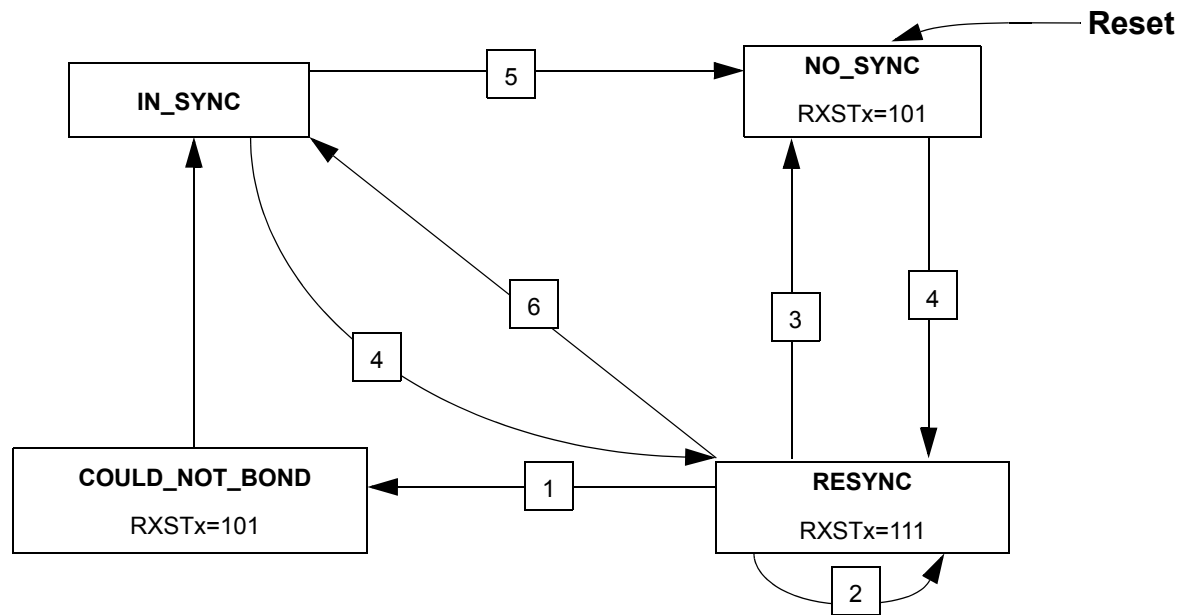 Reset
IN_SYNC
5
NO_SYNC
RXSTx=101
6
3
4
4
COULD_NOT_BOND
RXSTx=101
1
RESYNC
RXSTx=111
2